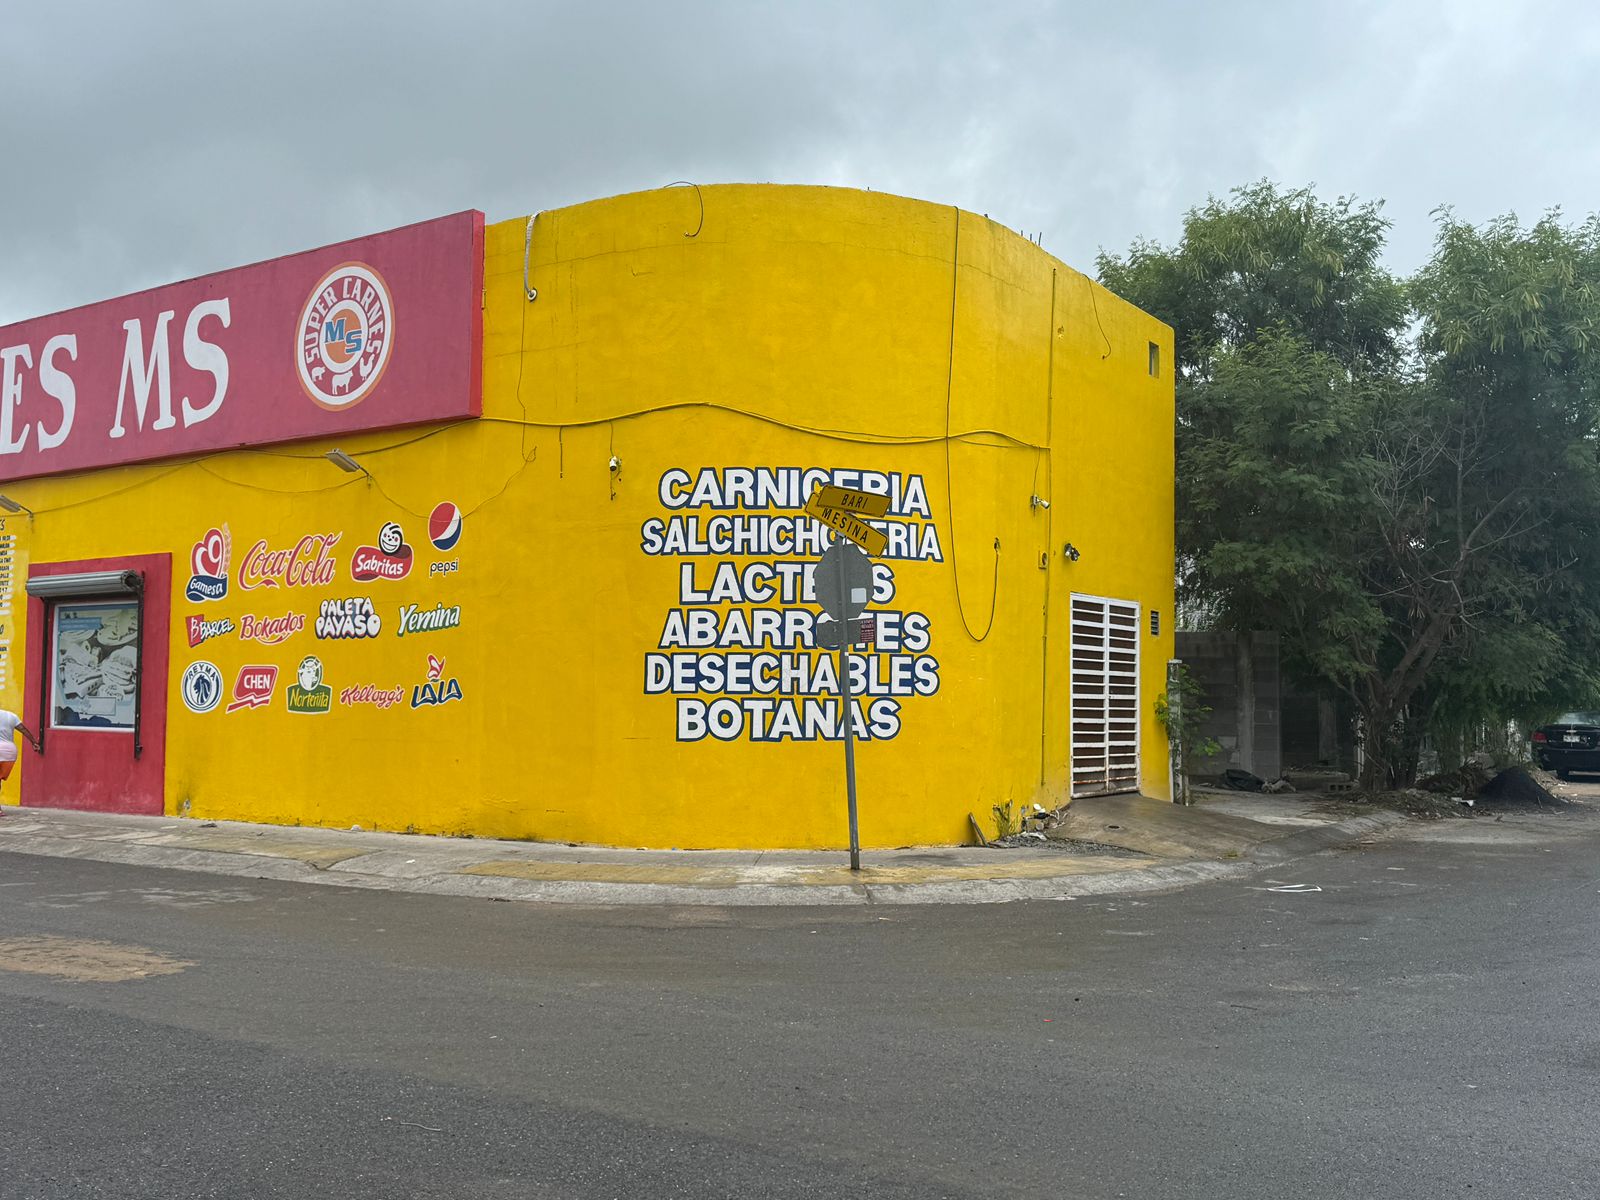 ES MS
SUPER CARNES
MS
Gamesa
Coca-Cola
Sabritas
pepsi
BARCEL
Bokados
PALETA
PAYASO
Yemina
REYMA
CHEN
Norteñita
Kellogg's
LALA
CARNICERIA
SALCHICHONERIA
LACTEOS
ABARROTES
DESECHABLES
BOTANAS
BARI
MESINA